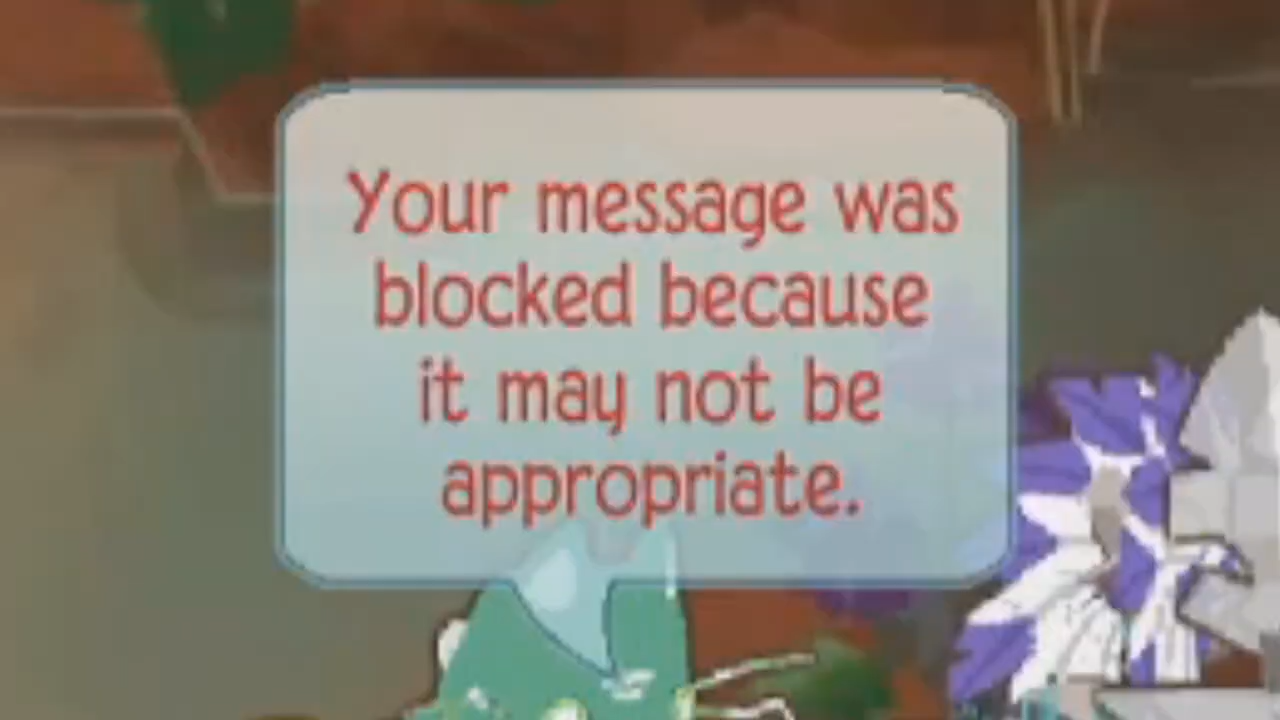 Your message was
blocked because
it may not be
appropriate.